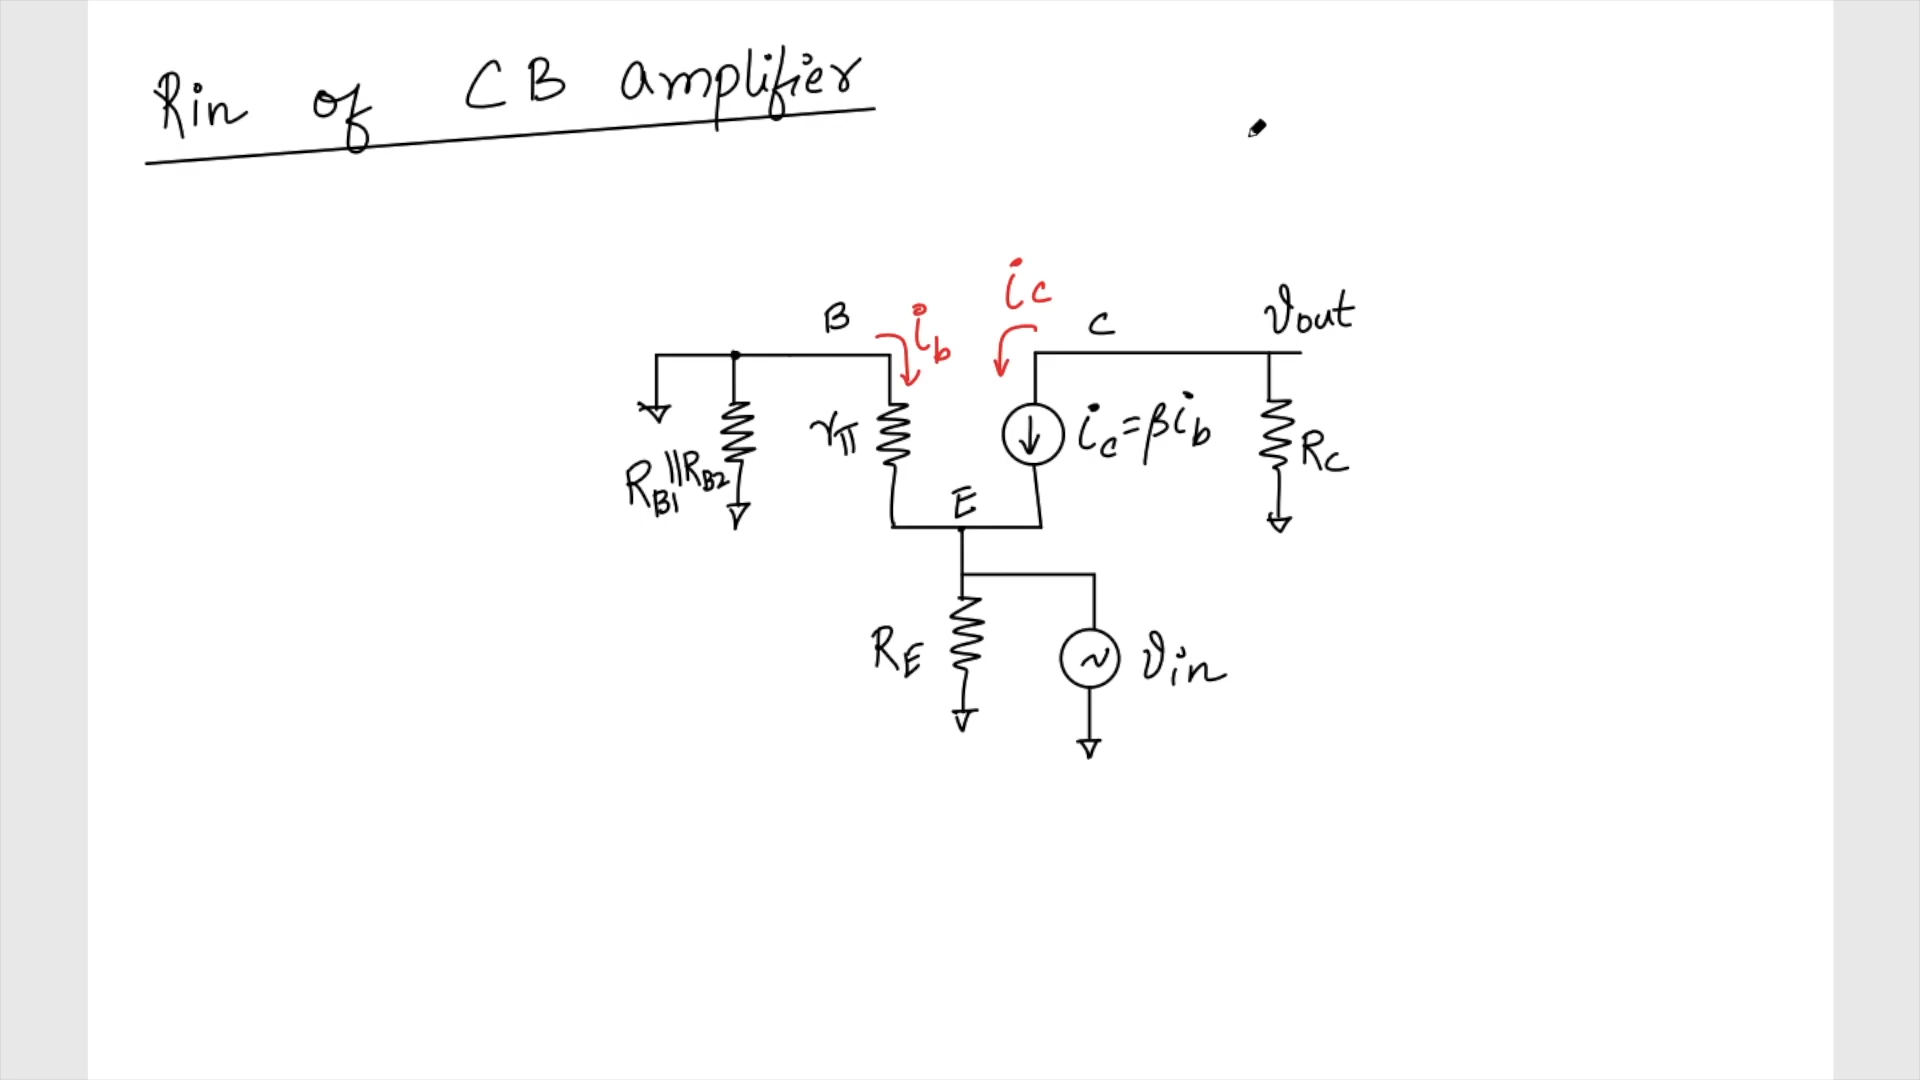 Rin of CB amplifier
ic
B
ib
C
vout
rπ
ic=βib
RC
RB1||RB2
E
RE
vin